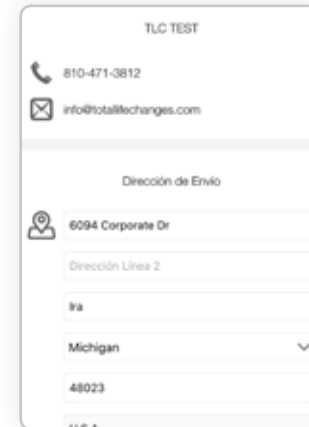 TLC TEST
810-471-3812
info@totallifechanges.com
Dirección de Envío
6094 Corporate Dr
Dirección Línea 2
Ira
Michigan
48023